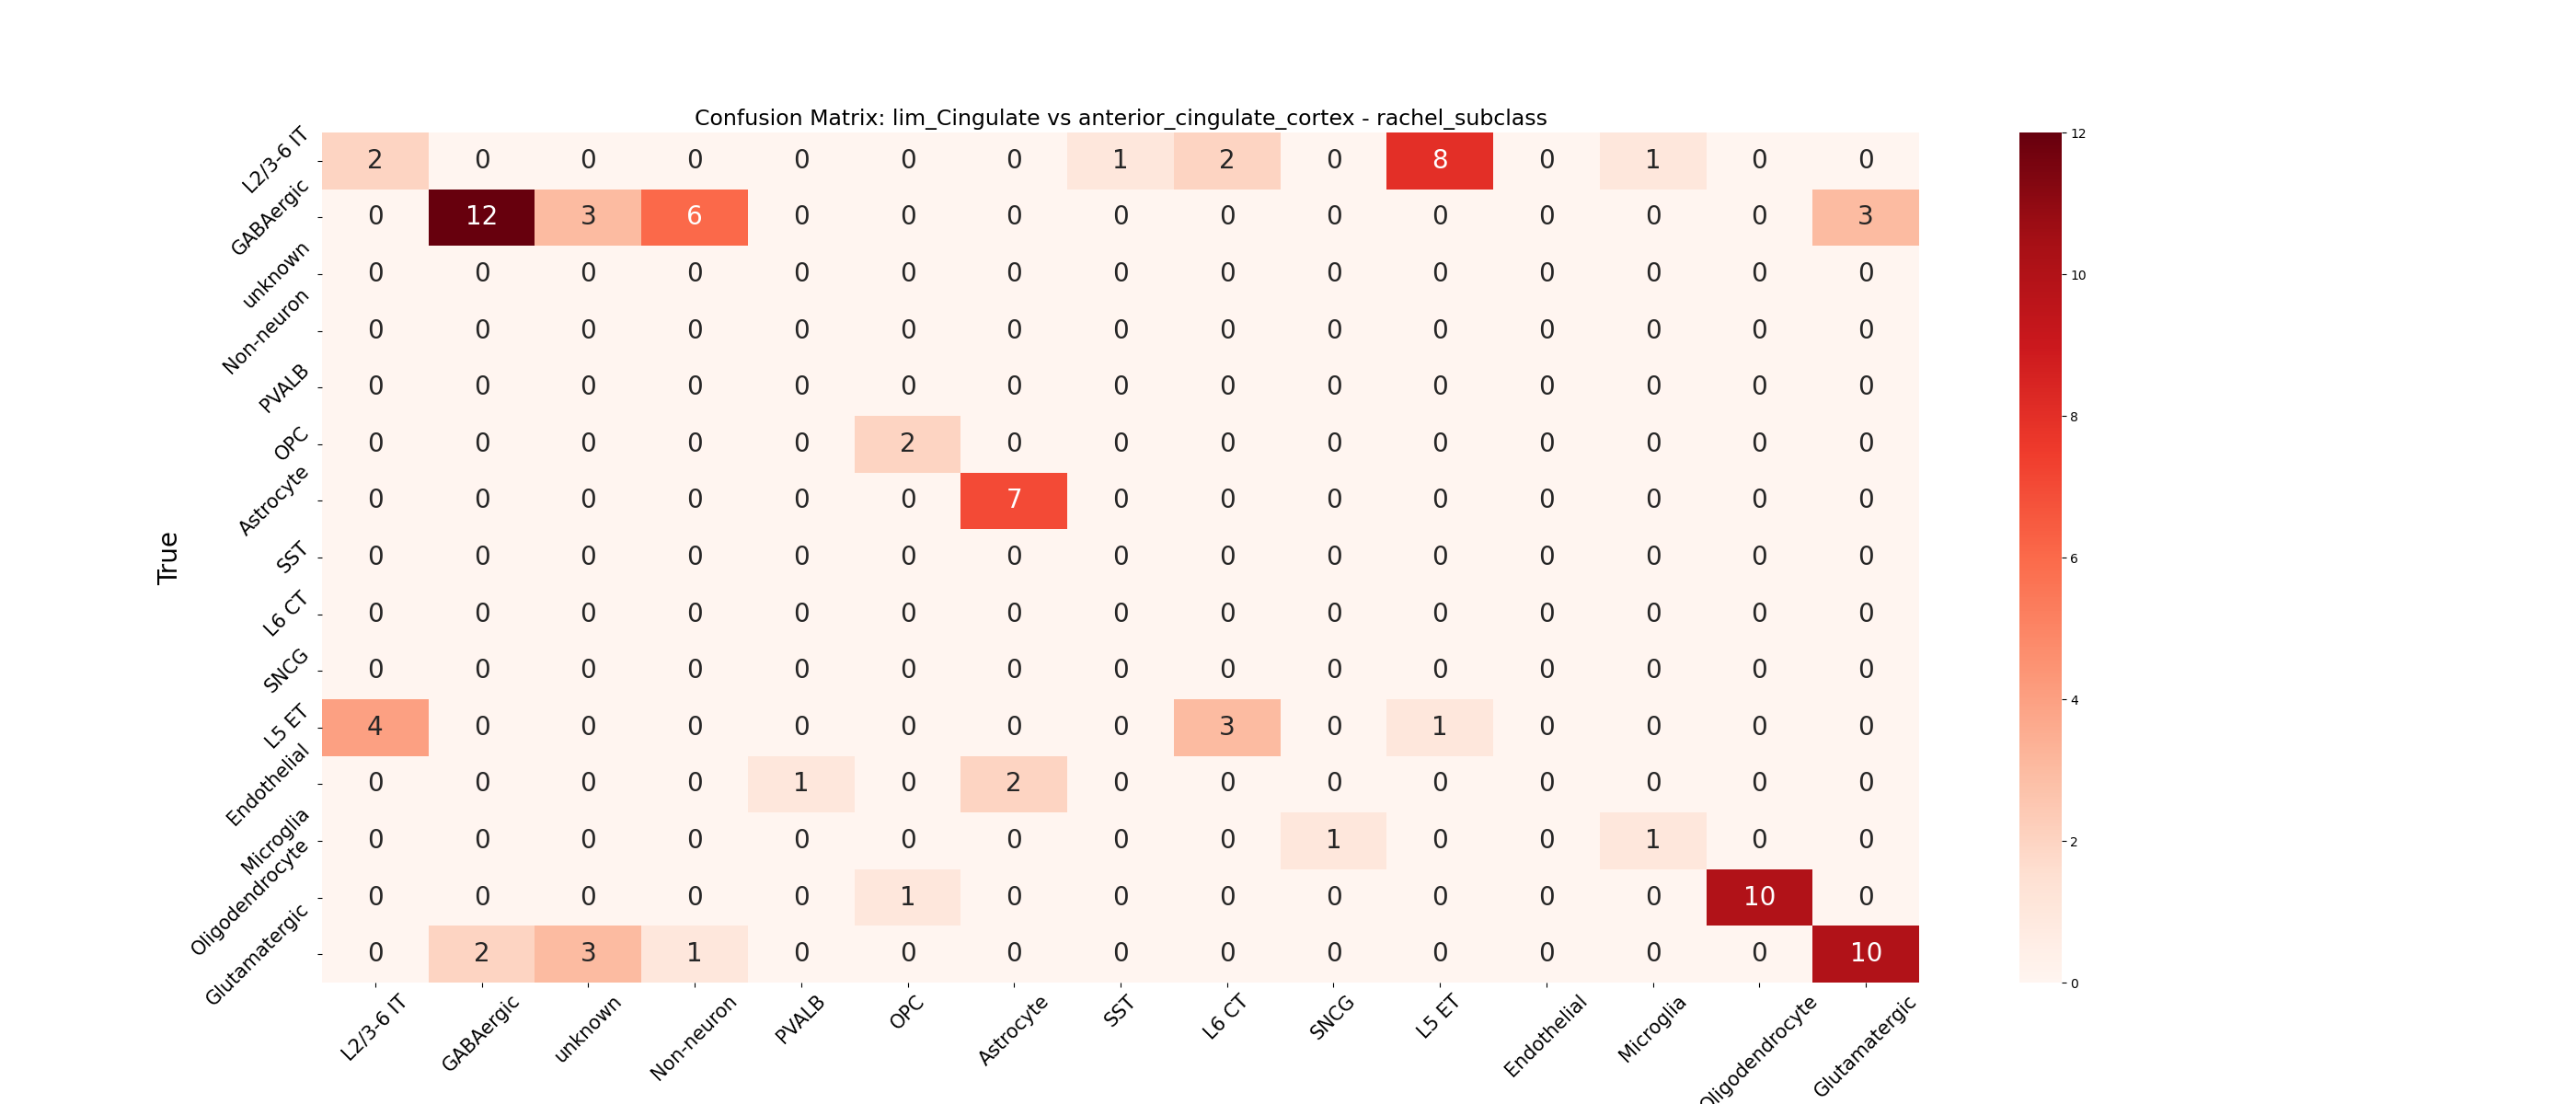 Confusion Matrix: lim_Cingulate vs anterior_cingulate_cortex - rachel_subclass
True
L2/3-6 IT 2 0 0 0 0 0 0 1 2 0 8 0 1 0 0
GABAergic 0 12 3 6 0 0 0 0 0 0 0 0 0 0 3
unknown 0 0 0 0 0 0 0 0 0 0 0 0 0 0 0
Non-neuron 0 0 0 0 0 0 0 0 0 0 0 0 0 0 0
PVALB 0 0 0 0 0 0 0 0 0 0 0 0 0 0 0
OPC 0 0 0 0 0 2 0 0 0 0 0 0 0 0 0
Astrocyte 0 0 0 0 0 0 7 0 0 0 0 0 0 0 0
SST 0 0 0 0 0 0 0 0 0 0 0 0 0 0 0
L6 CT 0 0 0 0 0 0 0 0 0 0 0 0 0 0 0
SNCG 0 0 0 0 0 0 0 0 0 0 0 0 0 0 0
L5 ET 4 0 0 0 0 0 0 0 3 0 1 0 0 0 0
Endothelial 0 0 0 0 1 0 2 0 0 0 0 0 0 0 0
Microglia 0 0 0 0 0 0 0 0 0 1 0 0 1 0 0
Oligodendrocyte 0 0 0 0 0 1 0 0 0 0 0 0 0 10 0
Glutamatergic 0 2 3 1 0 0 0 0 0 0 0 0 0 0 10
L2/3-6 IT GABAergic unknown Non-neuron PVALB OPC Astrocyte SST L6 CT SNCG L5 ET Endothelial Microglia Oligodendrocyte Glutamatergic
12
10
8
6
4
2
0